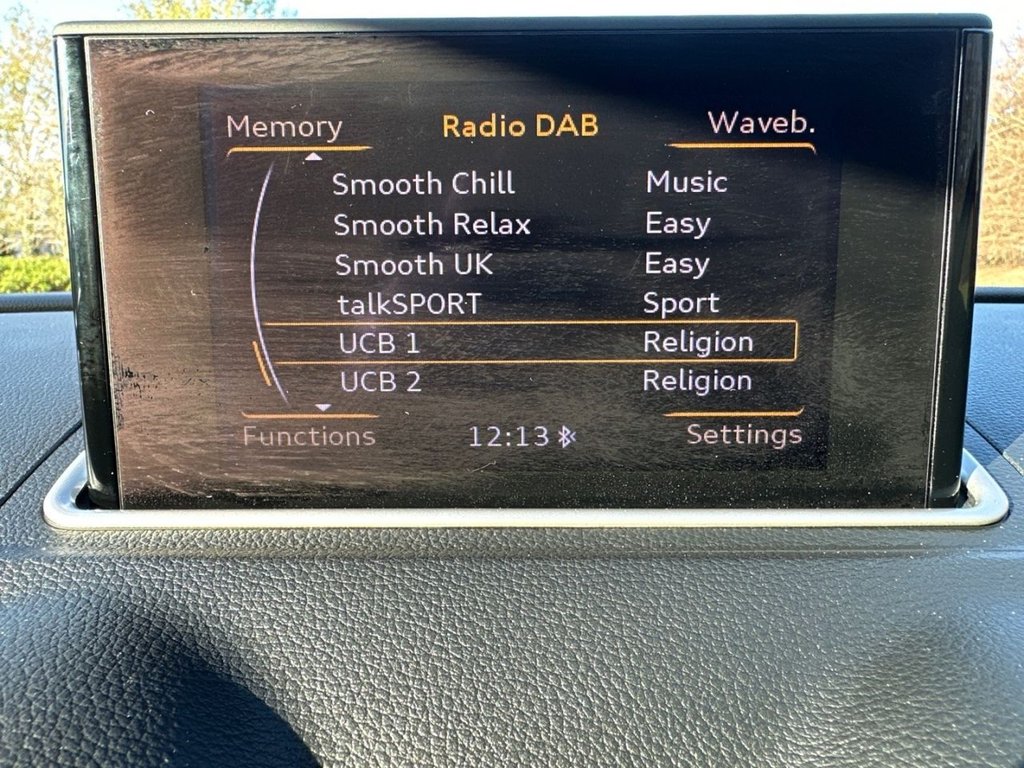 Memory Radio DAB Waveb.
Smooth Chill Music
Smooth Relax Easy
Smooth UK Easy
talkSPORT Sport
UCB 1 Religion
UCB 2 Religion
Functions 12:13 Settings